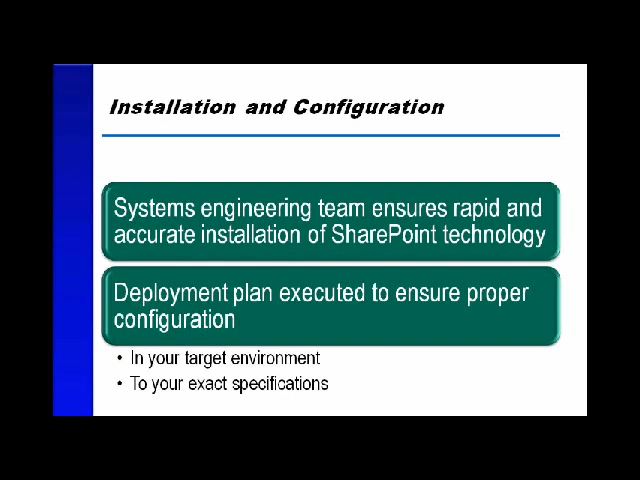 Installation and Configuration
Systems engineering team ensures rapid and
accurate installation of SharePoint technology
Deployment plan executed to ensure proper
configuration
• In your target environment
• To your exact specifications